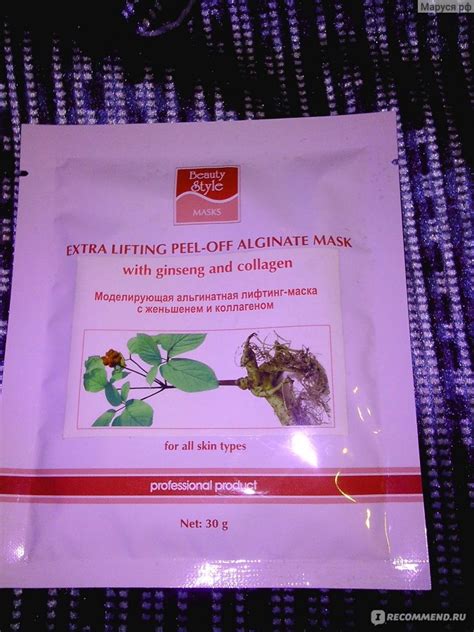 Маруся.рф
Beauty
Style
MASKS
EXTRA LIFTING PEEL-OFF ALGINATE MASK
with ginseng and collagen
Моделирующая альгинатная лифтинг-маска
с женьшенем и коллагеном
for all skin types
professional product
Net: 30 g
IRECOMMEND.RU